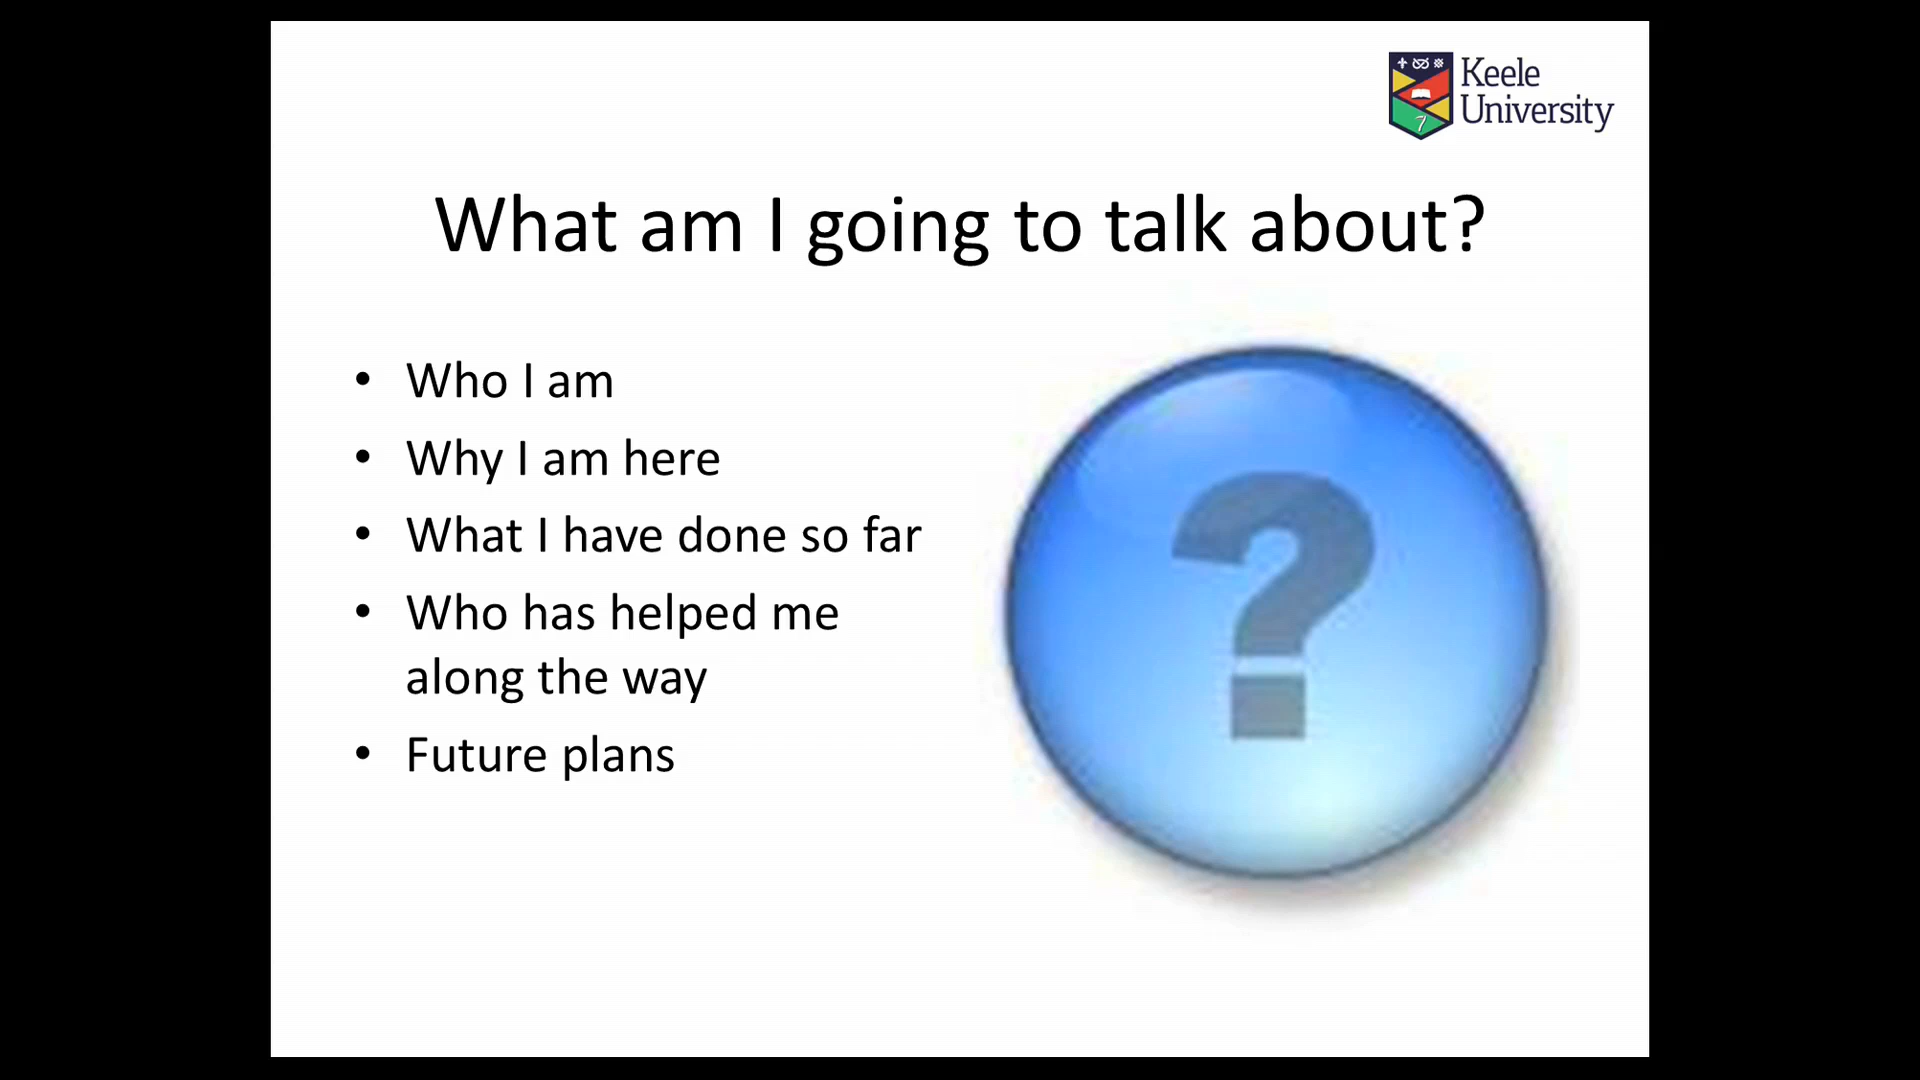 Keele
University
What am I going to talk about?
• Who I am
• Why I am here
• What I have done so far
• Who has helped me
along the way
• Future plans
?